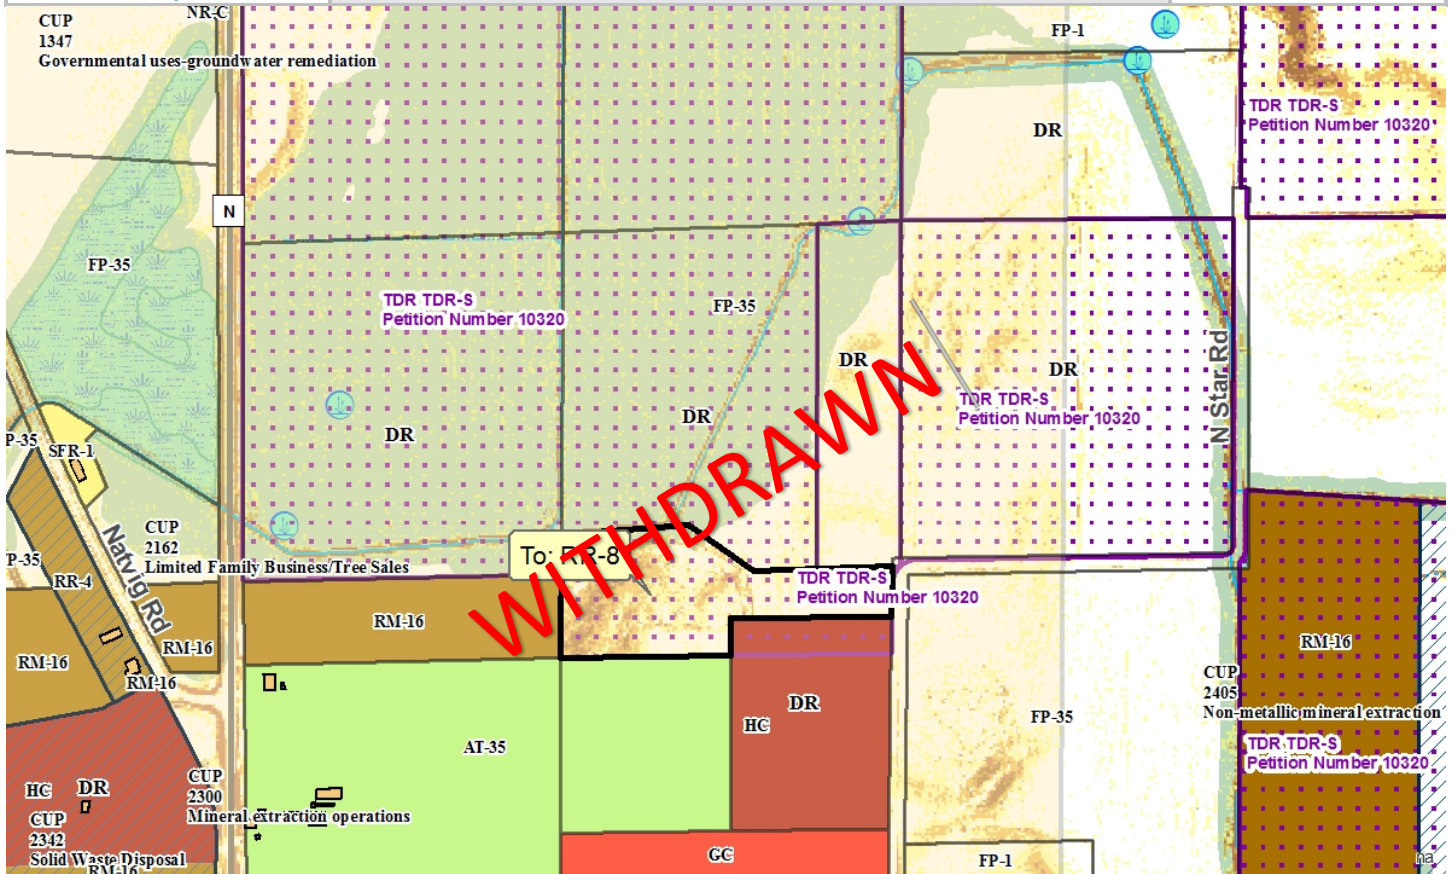 CUP
1347
Governmental uses-groundwater remediation
NR-C
FP-1
TDR TDR-S
Petition Number 10320
DR
N
FP-35
TDR TDR-S
Petition Number 10320
FP-35
DR
DR
TDR TDR-S
Petition Number 10320
N Star Rd
DR
DR
P-35
SFR-1
WITHDRAWN
CUP
2162
Limited Family Business/Tree Sales
To: RR-8
TDR TDR-S
Petition Number 10320
P-35
RR-4
Natvig Rd
RM-16
RM-16
RM-16
RM-16
RM-16
CUP
2405
Non-metallic mineral extraction
DR
HC
FP-35
AT-35
TDR TDR-S
Petition Number 10320
HC
DR
CUP
2300
Mineral extraction operations
CUP
2342
Solid Waste Disposal
RM-16
GC
FP-1
na